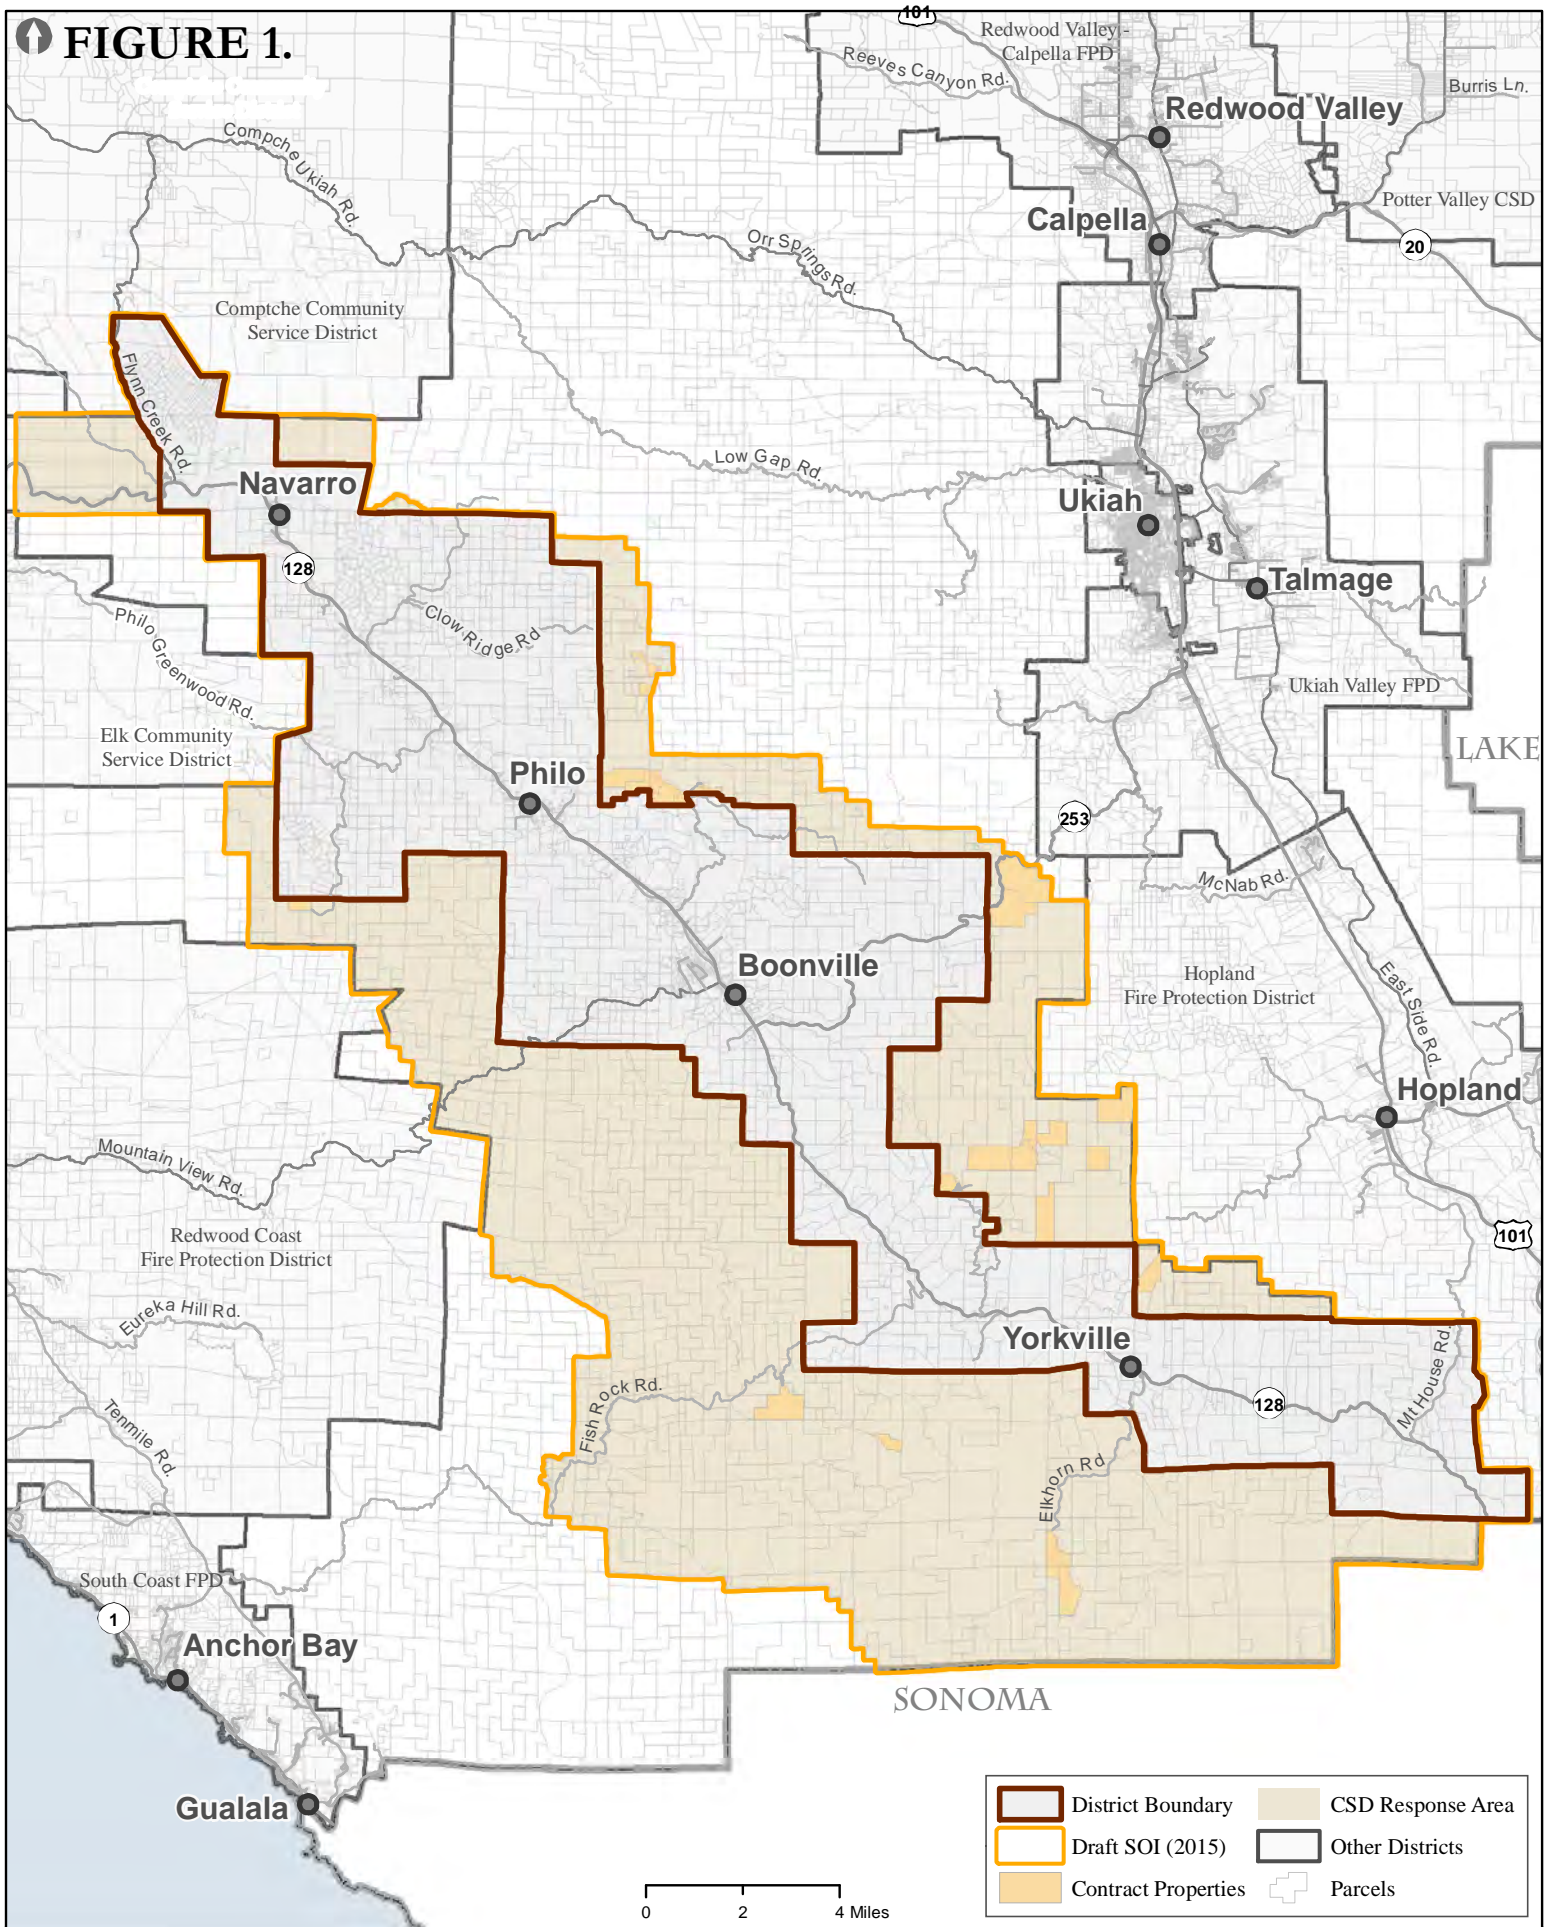 FIGURE 1.
101
Redwood Valley -
Calpella FPD
Reeves Canyon Rd.
Burris Ln.
Redwood Valley
Compche Ukiah Rd.
Potter Valley CSD
Calpella
20
Orr Springs Rd.
Comptche Community
Service District
Flynn Creek Rd.
Low Gap Rd.
Navarro
Ukiah
128
Talmage
Clow Ridge Rd
Philo Greenwood Rd.
Ukiah Valley FPD
Elk Community
Service District
LAKE
Philo
253
McNab Rd.
Boonville
Hopland
Fire Protection District
East Side Rd.
Hopland
Mountain View Rd.
Redwood Coast
Fire Protection District
101
Eureka Hill Rd.
Yorkville
Mt House Rd.
Fish Rock Rd.
128
Tenmile Rd.
Elkhorn Rd
South Coast FPD
1
Anchor Bay
SONOMA
Gualala
District Boundary
CSD Response Area
Draft SOI (2015)
Other Districts
Contract Properties
Parcels
0 2 4 Miles